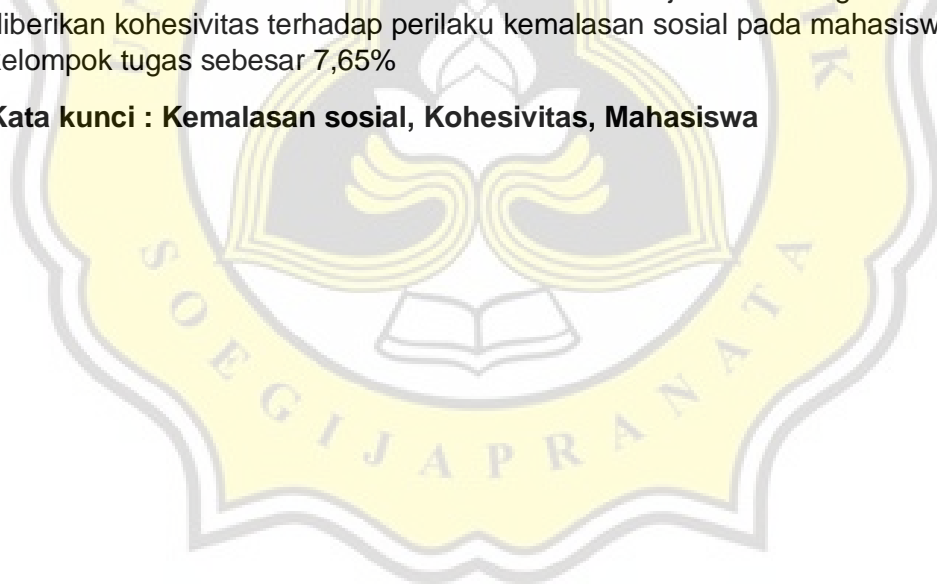 diberikan kohesivitas terhadap perilaku kemalasan sosial pada mahasisw
kelompok tugas sebesar 7,65%
Kata kunci : Kemalasan sosial, Kohesivitas, Mahasiswa
SOEGIJAPRANATA